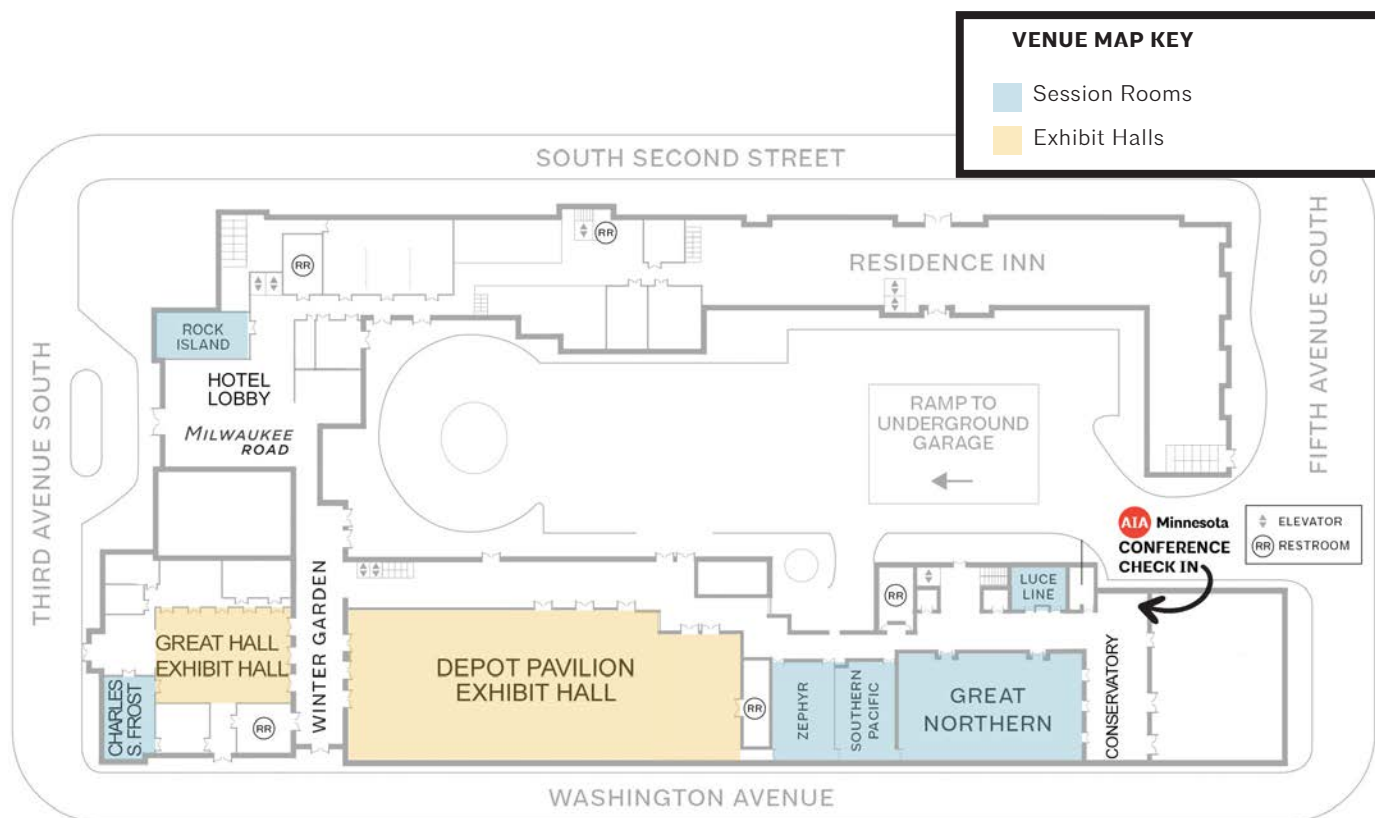 VENUE MAP KEY
Session Rooms
Exhibit Halls
SOUTH SECOND STREET
THIRD AVENUE SOUTH
FIFTH AVENUE SOUTH
RR
RR
RESIDENCE INN
ROCK
ISLAND
HOTEL
LOBBY
MILWAUKEE
ROAD
RAMP TO
UNDERGROUND
GARAGE
AIA Minnesota
CONFERENCE
CHECK IN
ELEVATOR
RR RESTROOM
RR
LUCE
LINE
GREAT HALL
EXHIBIT HALL
WINTER GARDEN
DEPOT PAVILION
EXHIBIT HALL
CHARLES
S. FROST
RR
RR
ZEPHYR
SOUTHERN
PACIFIC
GREAT
NORTHERN
CONSERVATORY
WASHINGTON AVENUE